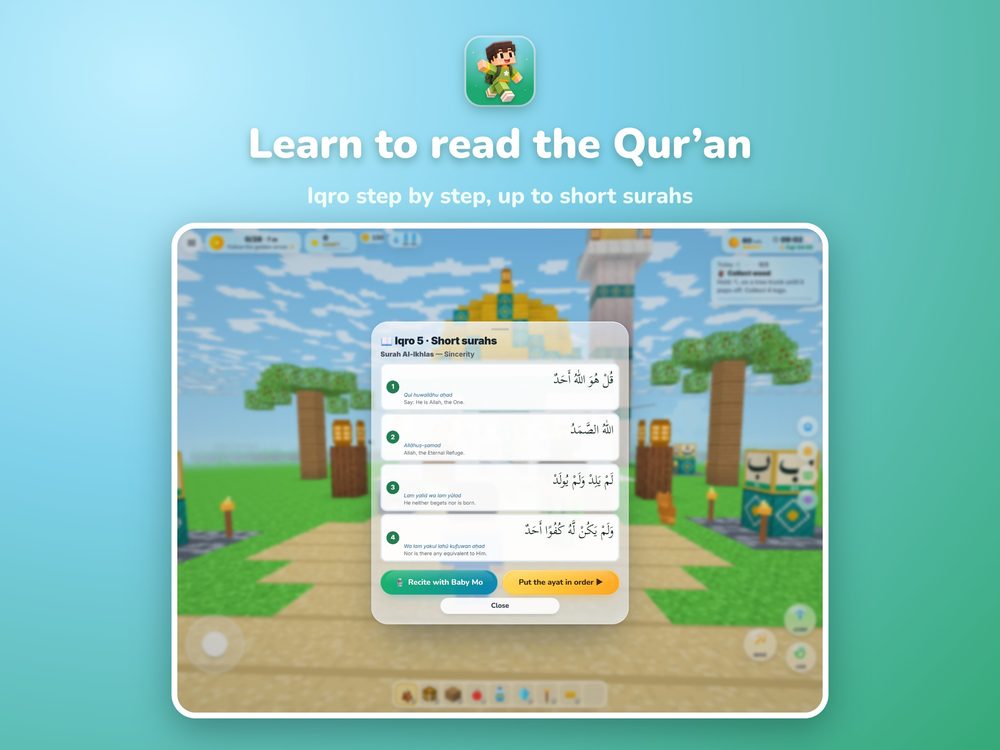 Learn to read the Qur’an
Iqro step by step, up to short surahs
Collect wood
Iqro 5 · Short surahs
Surah Al-Ikhlas — Sincerity
1
قُلْ هُوَ اللّٰهُ أَحَدٌ
Qul huwallāhu aḥad
Say: He is Allah, the One.
2
اللّٰهُ الصَّمَدُ
Allāhuṣ-ṣamad
Allah, the Eternal Refuge.
3
لَمْ يَلِدْ وَلَمْ يُولَدْ
Lam yalid wa lam yūlad
He neither begets nor is born.
4
وَلَمْ يَكُنْ لَّهُ كُفُوًا أَحَدٌ
Wa lam yakul lahū kufuwan aḥad
Nor is there any equivalent to Him.
Recite with Baby Mo
Put the ayat in order ▶
Close
ب ب